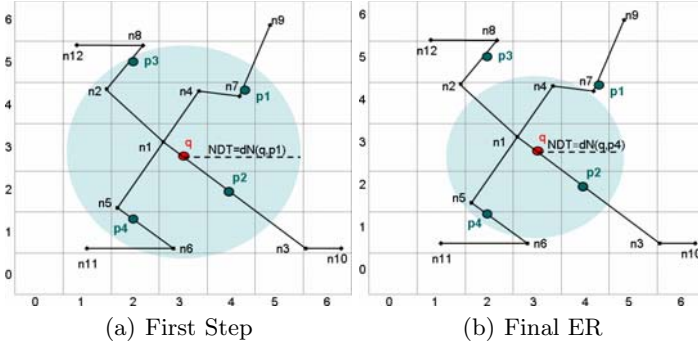 6
n9
n8
n12
5
p3
n2
n4
n7
p1
4
3
n1
q
NDT=dN(q,p1)
2
p2
n5
1
p4
n11
n6
n3
n10
0
0 1 2 3 4 5 6
(a) First Step
6
n9
n8
n12
5
p3
n2
n4
n7
p1
4
3
n1
q
NDT=dN(q,p4)
2
p2
n5
1
p4
n11
n6
n3
n10
0
0 1 2 3 4 5 6
(b) Final ER